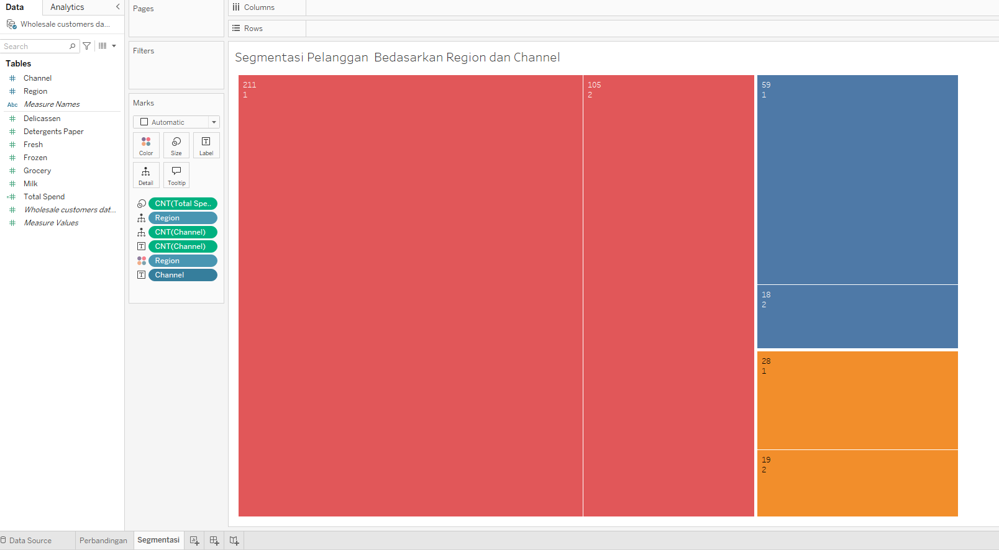 Data
Analytics
Wholesale customers da...
Search
Tables
Channel
Region
Abc Measure Names
Delicassen
Detergents Paper
Fresh
Frozen
Grocery
Milk
Total Spend
Wholesale customers dat...
Measure Values
Pages
Filters
Marks
Automatic
Color
Size
Label
Detail
Tooltip
CNT(Total Spe..
Region
CNT(Channel)
CNT(Channel)
Region
Channel
Columns
Rows
Segmentasi Pelanggan  Bedasarkan Region dan Channel
211
1
105
2
59
1
18
2
28
1
19
2
Data Source
Perbandingan
Segmentasi